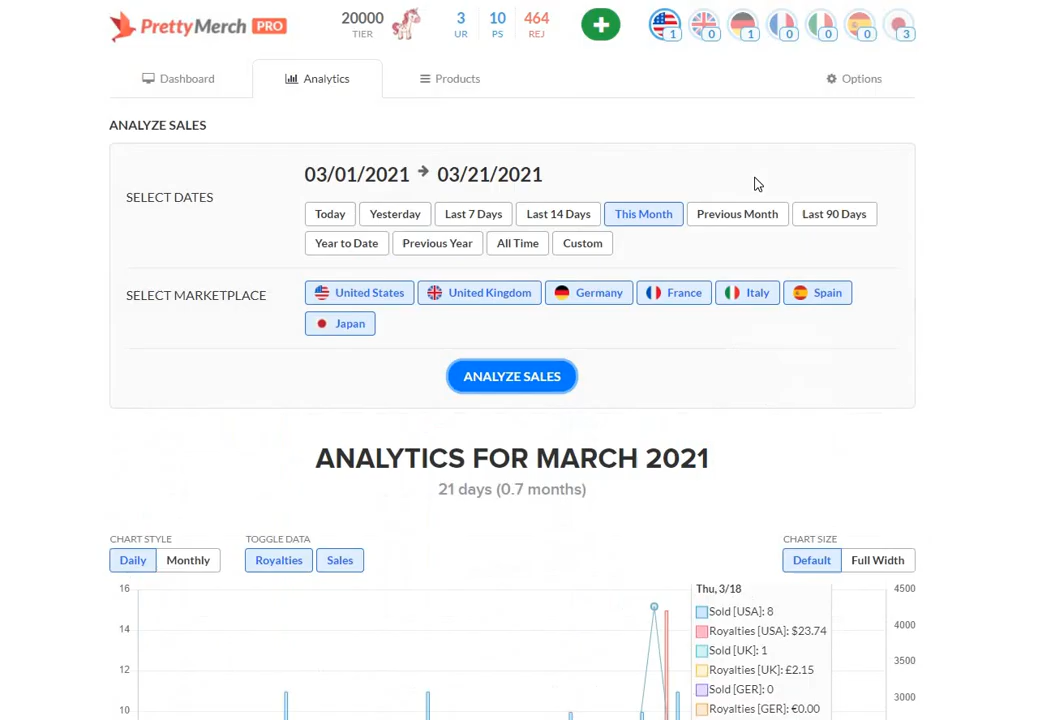 PrettyMerch PRO
20000 TIER
3 UR
10 PS
464 REJ
+
1 0 1 0 0 0 3
Dashboard Analytics Products Options
ANALYZE SALES
SELECT DATES
03/01/2021 → 03/21/2021
Today Yesterday Last 7 Days Last 14 Days This Month Previous Month Last 90 Days
Year to Date Previous Year All Time Custom
SELECT MARKETPLACE
United States United Kingdom Germany France Italy Spain
Japan
ANALYZE SALES
ANALYTICS FOR MARCH 2021
21 days (0.7 months)
CHART STYLE TOGGLE DATA CHART SIZE
Daily Monthly Royalties Sales Default Full Width
16
14
12
10
Thu, 3/18
Sold [USA]: 8
Royalties [USA]: $23.74
Sold [UK]: 1
Royalties [UK]: £2.15
Sold [GER]: 0
Royalties [GER]: €0.00
4500
4000
3500
3000